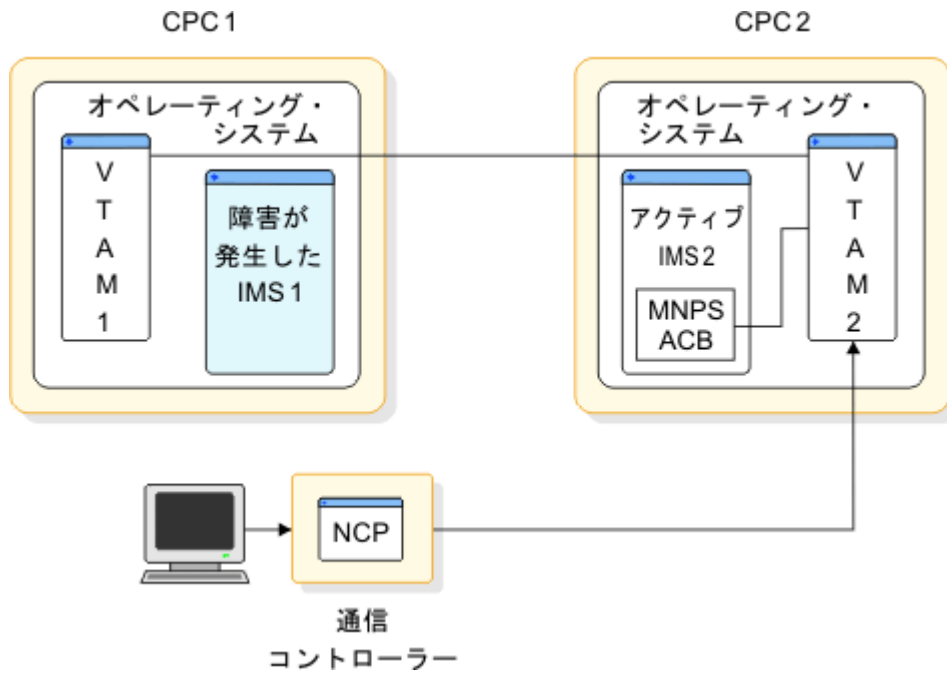 CPC 1
オペレーティング・
システム
V
T
A
M
1
障害が
発生した
IMS 1
CPC 2
オペレーティング・
システム
アクティブ
IMS 2
MNPS
ACB
V
T
A
M
2
NCP
通信
コントローラー